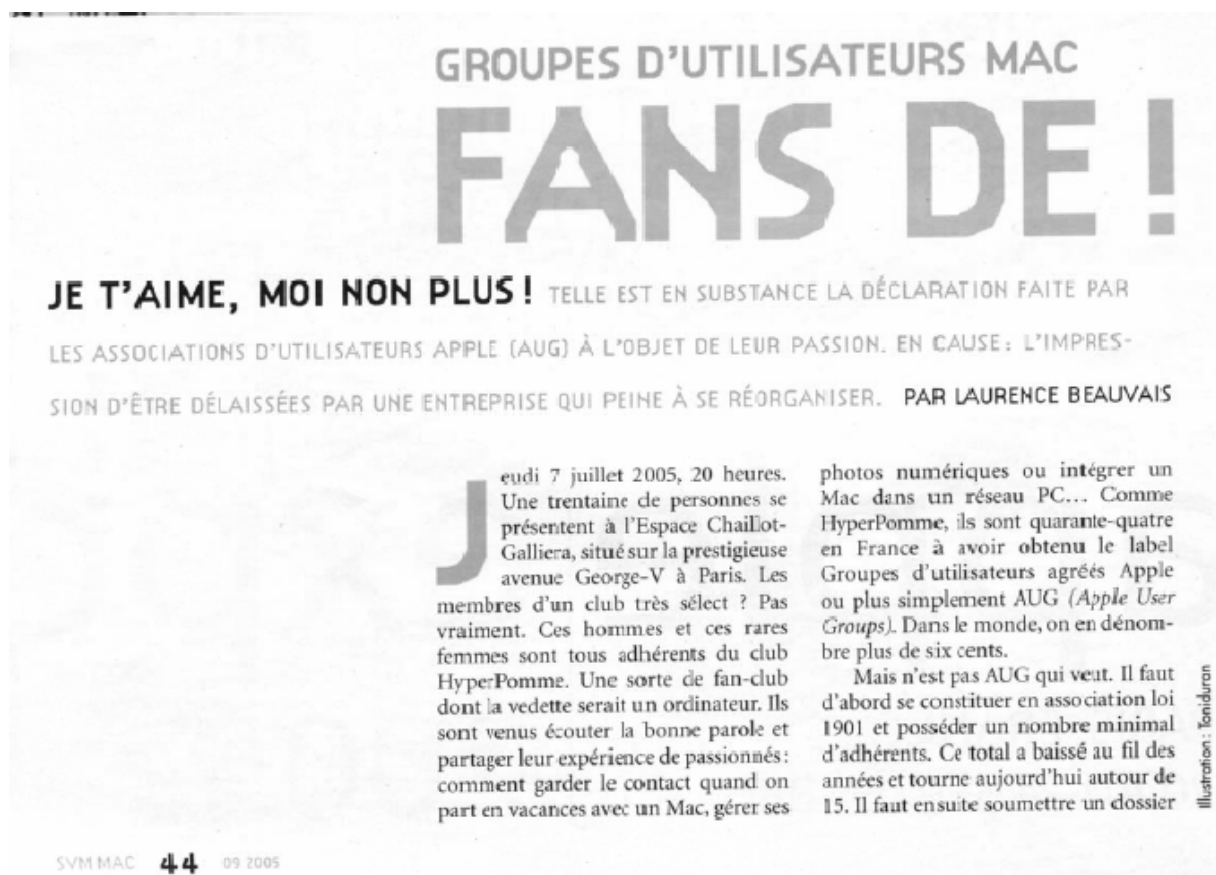 GROUPES D'UTILISATEURS MAC
FANS DE !
JE T'AIME, MOI NON PLUS ! TELLE EST EN SUBSTANCE LA DÉCLARATION FAITE PAR
LES ASSOCIATIONS D'UTILISATEURS APPLE (AUG) À L'OBJET DE LEUR PASSION. EN CAUSE : L'IMPRES-
SION D'ÊTRE DÉLAISSÉES PAR UNE ENTREPRISE QUI PEINE À SE RÉORGANISER. PAR LAURENCE BEAUVAIS
Jeudi 7 juillet 2005, 20 heures.
Une trentaine de personnes se
présentent à l'Espace Chaillot-
Galliera, situé sur la prestigieuse
avenue George-V à Paris. Les
membres d'un club très sélect ? Pas
vraiment. Ces hommes et ces rares
femmes sont tous adhérents du club
HyperPomme. Une sorte de fan-club
dont la vedette serait un ordinateur. Ils
sont venus écouter la bonne parole et
partager leur expérience de passionnés :
comment garder le contact quand on
part en vacances avec un Mac, gérer ses
photos numériques ou intégrer un
Mac dans un réseau PC... Comme
HyperPomme, ils sont quarante-quatre
en France à avoir obtenu le label
Groupes d'utilisateurs agréés Apple
ou plus simplement AUG (Apple User
Groups). Dans le monde, on en dénom-
bre plus de six cents.
Mais n'est pas AUG qui veut. Il faut
d'abord se constituer en association loi
1901 et posséder un nombre minimal
d'adhérents. Ce total a baissé au fil des
années et tourne aujourd'hui autour de
15. Il faut ensuite soumettre un dossier
Illustration : Toniduran
SVM MAC 44 09 2005